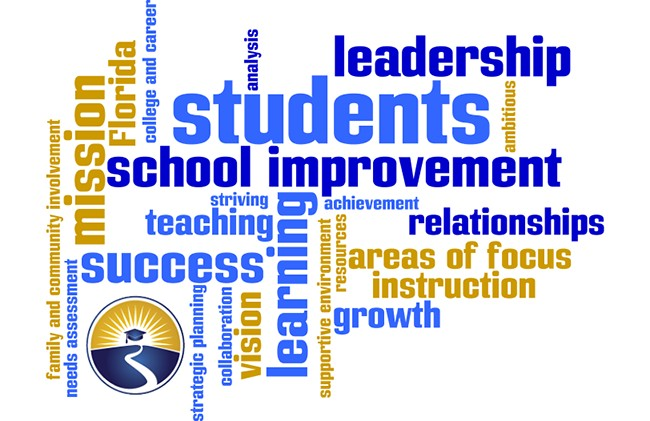 leadership
students
school improvement
mission
Florida
college and career
analysis
ambitious
family and community involvement
needs assessment
striving
achievement
teaching
learning
relationships
success
supportive environment
resources
areas of focus
instruction
growth
strategic planning
collaboration
vision